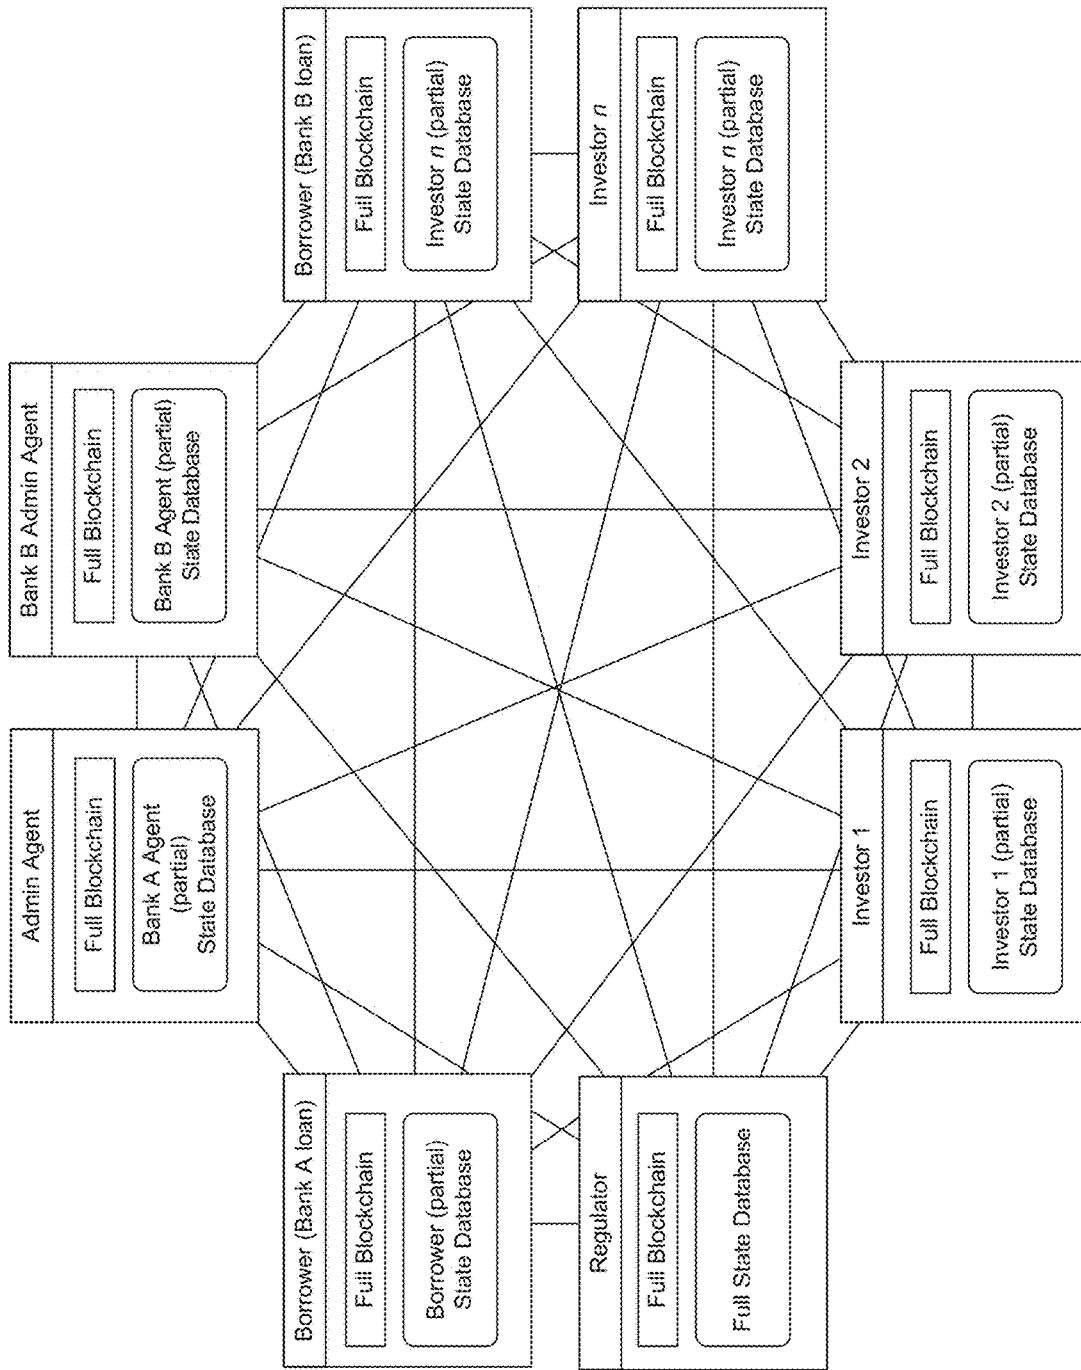 Admin Agent
Full Blockchain
Bank A Agent
(partial)
State Database
Bank B Admin Agent
Full Blockchain
Bank B Agent (partial)
State Database
Borrower (Bank A loan)
Full Blockchain
Borrower (partial)
State Database
Borrower (Bank B loan)
Full Blockchain
Investor n (partial)
State Database
Regulator
Full Blockchain
Full State Database
Investor n
Full Blockchain
Investor n (partial)
State Database
Investor 1
Full Blockchain
Investor 1 (partial)
State Database
Investor 2
Full Blockchain
Investor 2 (partial)
State Database